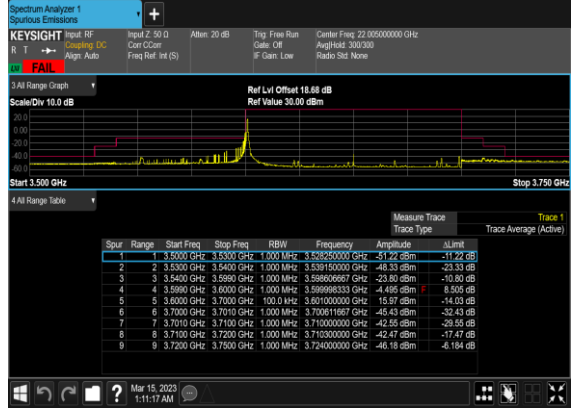 Spectrum Analyzer 1
Spurious Emissions
+
KEYSIGHT Input: RF Input Z: 50 Ω Atten: 20 dB Trig: Free Run Center Freq: 22.005000000 GHz
R T Coupling: DC Corr CCorr Gate: Off Avg|Hold: 300/300
Align: Auto Freq Ref: Int (S) IF Gain: Low Radio Std: None
FAIL
3 All Range Graph Ref Lvl Offset 18.68 dB
Scale/Div 10.0 dB Ref Value 30.00 dBm
20.0
0.00
-20.0
-40.0
-60.0
Start 3.500 GHz Stop 3.750 GHz
4 All Range Table
Measure Trace Trace 1
Trace Type Trace Average (Active)
Spur Range Start Freq Stop Freq RBW Frequency Amplitude ΔLimit
1 1 3.5000 GHz 3.5300 GHz 1.000 MHz 3.528250000 GHz -51.22 dBm -11.22 dB
2 2 3.5300 GHz 3.5400 GHz 1.000 MHz 3.539150000 GHz -48.33 dBm -23.33 dB
3 3 3.5400 GHz 3.5990 GHz 1.000 MHz 3.598606667 GHz -23.80 dBm -10.80 dB
4 4 3.5990 GHz 3.6000 GHz 1.000 MHz 3.599998333 GHz -4.495 dBm F 8.505 dB
5 5 3.6000 GHz 3.7000 GHz 100.0 kHz 3.601000000 GHz 15.97 dBm -14.03 dB
6 6 3.7000 GHz 3.7010 GHz 1.000 MHz 3.700611667 GHz -45.43 dBm -32.43 dB
7 7 3.7010 GHz 3.7100 GHz 1.000 MHz 3.710000000 GHz -42.55 dBm -29.55 dB
8 8 3.7100 GHz 3.7200 GHz 1.000 MHz 3.710300000 GHz -42.47 dBm -17.47 dB
9 9 3.7200 GHz 3.7500 GHz 1.000 MHz 3.724000000 GHz -46.18 dBm -6.184 dB
?
Mar 15, 2023
1:11:17 AM